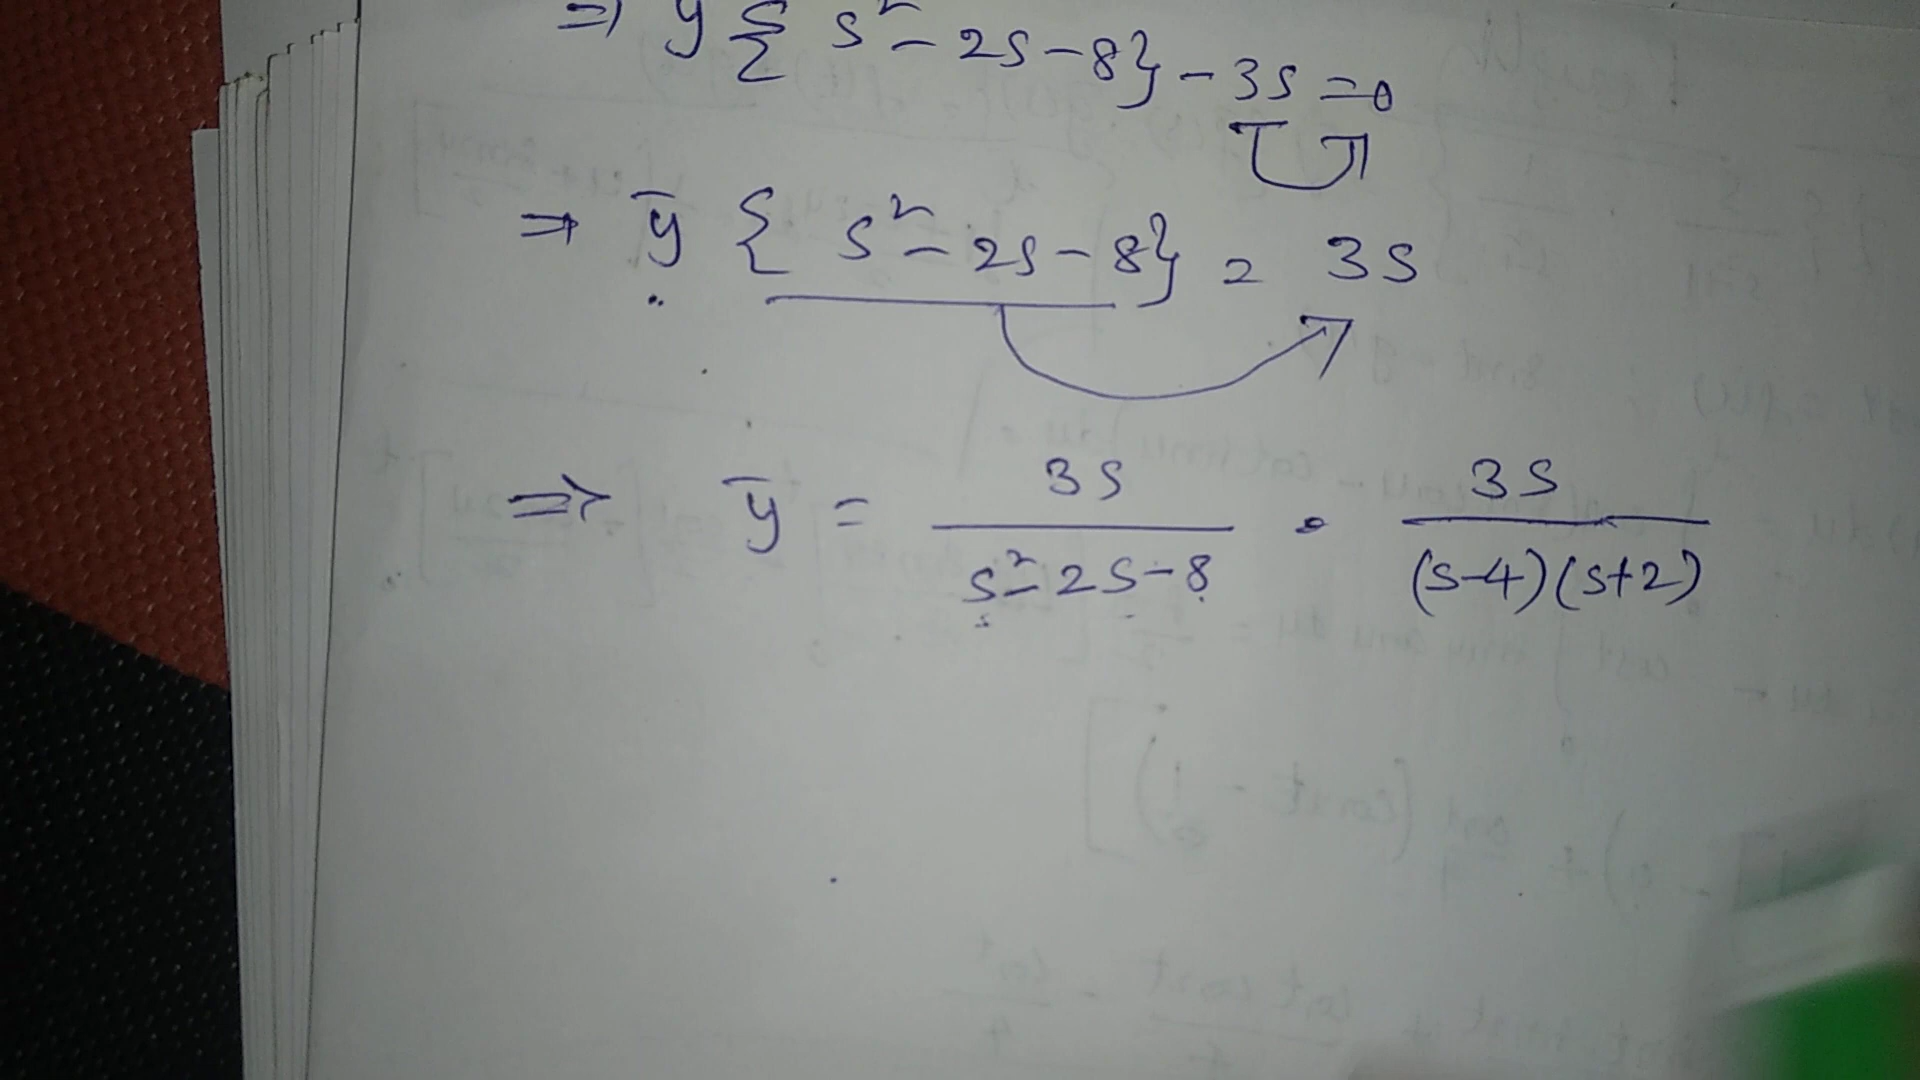 ⇒ y { s² - 2s - 8} - 3s = 0
⇒ ȳ { s² - 2s - 8} = 3s
⇒ ȳ = 3s / s² - 2s - 8 = 3s / (s-4)(s+2)